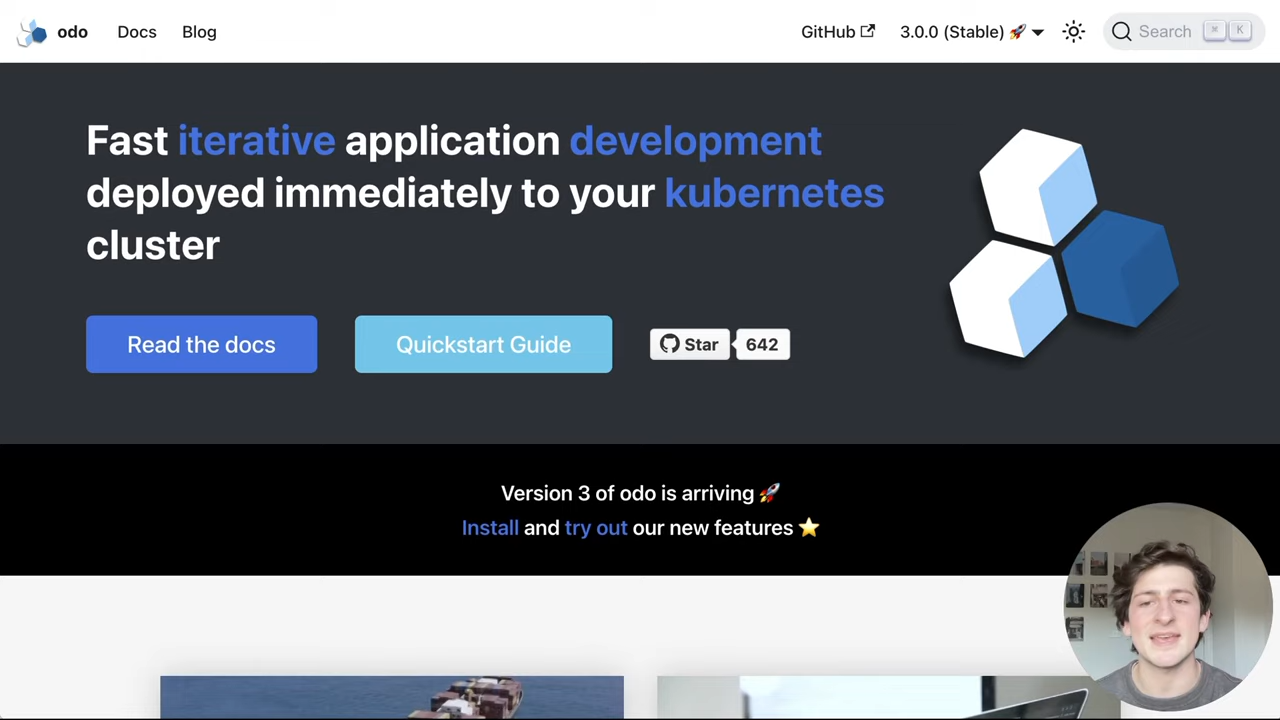 odo Docs Blog GitHub 3.0.0 (Stable) 🚀 Search ⌘ K
Fast iterative application development
deployed immediately to your kubernetes
cluster
Read the docs Quickstart Guide Star 642
Version 3 of odo is arriving 🚀
Install and try out our new features ⭐